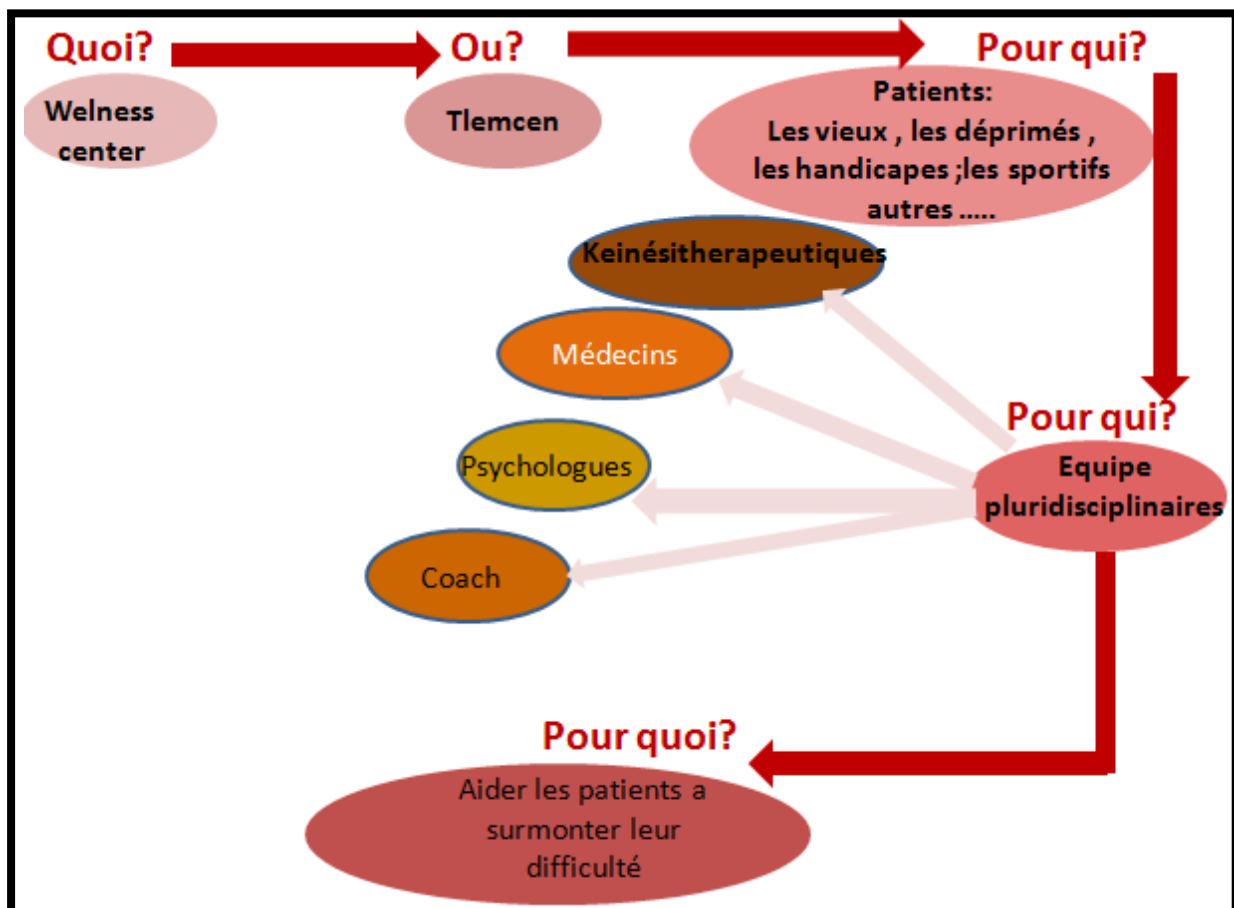 Quoi?
Ou?
Pour qui?
Welness
center
Tlemcen
Patients:
Les vieux , les déprimés ,
les handicapes ;les sportifs
autres .....
Keinésitherapeutiques
Médecins
Psychologues
Coach
Pour qui?
Equipe
pluridisciplinaires
Pour quoi?
Aider les patients a
surmonter leur
difficulté